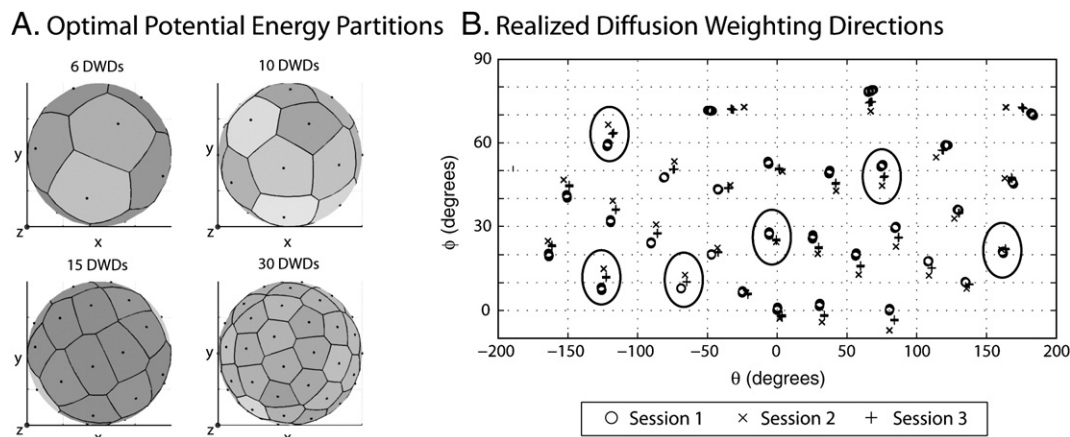 A. Optimal Potential Energy Partitions
6 DWDs
10 DWDs
y
z
x
y
z
x
15 DWDs
30 DWDs
y
z
x
y
z
x
B. Realized Diffusion Weighting Directions
90
60
30
0
ϕ (degrees)
−200 −150 −100 −50 0 50 100 150 200
θ (degrees)
Session 1 Session 2 Session 3